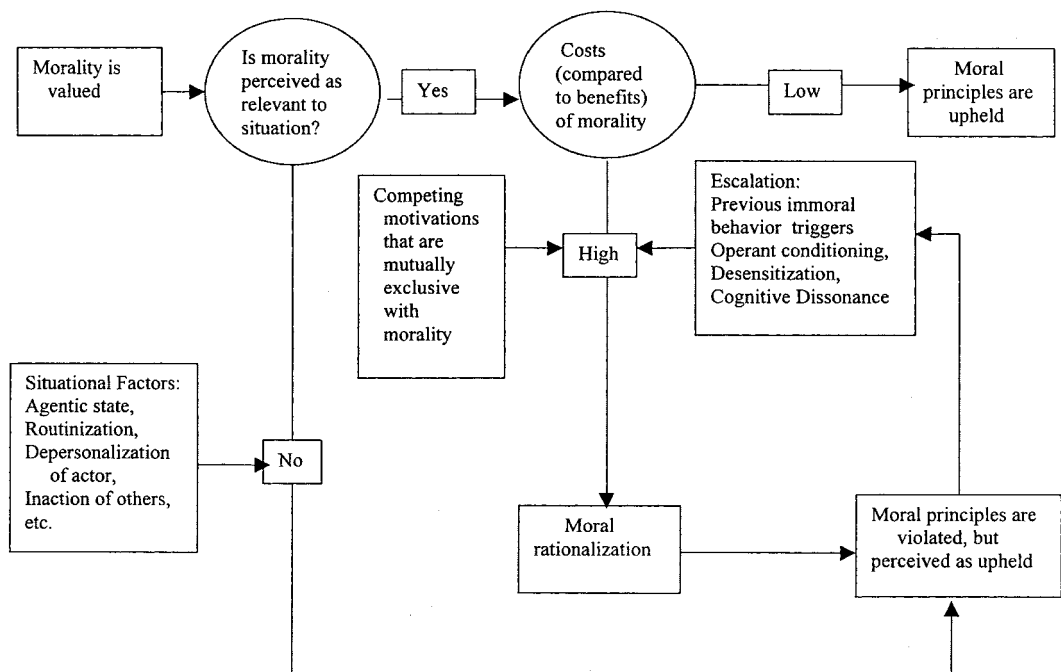 Morality is
valued
Is morality
perceived as
relevant to
situation?
Yes
Costs
(compared
to benefits)
of morality
Low
Moral
principles are
upheld
Competing
motivations
that are
mutually
exclusive
with
morality
High
Escalation:
Previous immoral
behavior triggers
Operant conditioning,
Desensitization,
Cognitive Dissonance
Situational Factors:
Agentic state,
Routinization,
Depersonalization
of actor,
Inaction of others,
etc.
No
Moral
rationalization
Moral principles are
violated, but
perceived as upheld